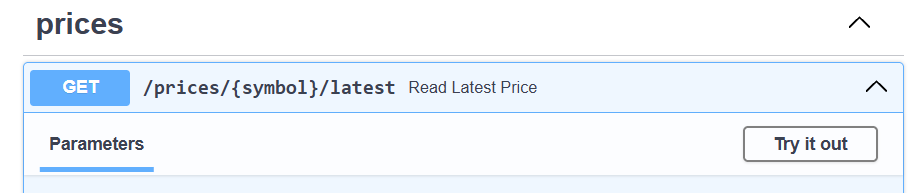 prices
GET /prices/{symbol}/latest Read Latest Price
Parameters Try it out